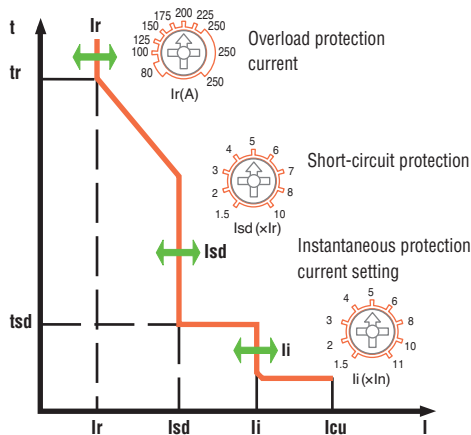 t
Ir
tr
80
100
125
150
175
200
225
250
250
250
Ir(A)
Overload protection
current
1.5
2
3
4
5
6
7
8
10
Isd (×Ir)
Short-circuit protection
Isd
Instantaneous protection
current setting
1.5
2
3
4
5
6
8
10
11
Ii (×In)
tsd
Ii
Ir
Isd
Ii
Icu
I